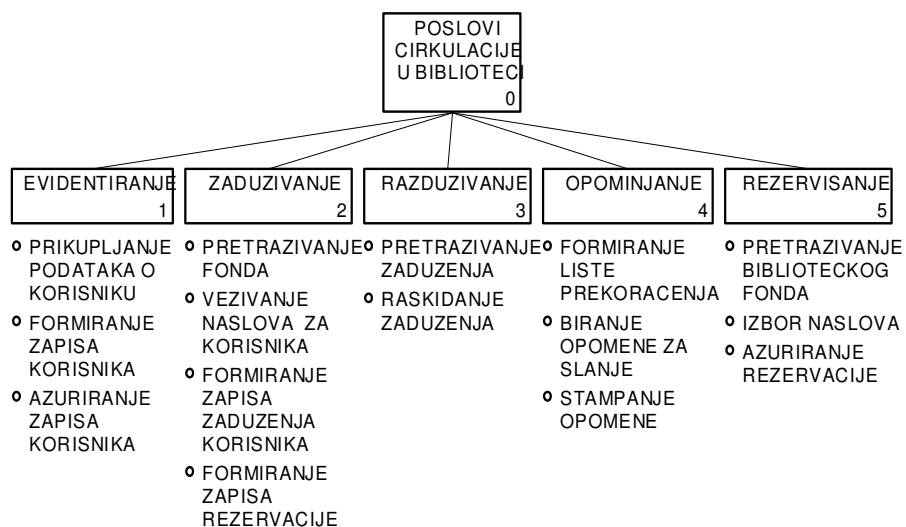 POSLOVI
CIRKULACIJE
U BIBLIOTECI
0
EVIDENTIRANJE
1
ZADUZIVANJE
2
RAZDUZIVANJE
3
OPOMINJANJE
4
REZERVISANJE
5
PRIKUPLJANJE
PODATAKA O
KORISNIKU
FORMIRANJE
ZAPISA
KORISNIKA
AZURIRANJE
ZAPISA
KORISNIKA
PRETRAZIVANJE
FONDA
VEZIVANJE
NASLOVA ZA
KORISNIKA
FORMIRANJE
ZAPISA
ZADUZENJA
KORISNIKA
FORMIRANJE
ZAPISA
REZERVACIJE
PRETRAZIVANJE
ZADUZENJA
RASKIDANJE
ZADUZENJA
FORMIRANJE
LISTE
PREKORACENJA
BIRANJE
OPOMENE ZA
SLANJE
STAMPANJE
OPOMENE
PRETRAZIVANJE
BIBLIOTECKOG
FONDA
IZBOR NASLOVA
AZURIRANJE
REZERVACIJE